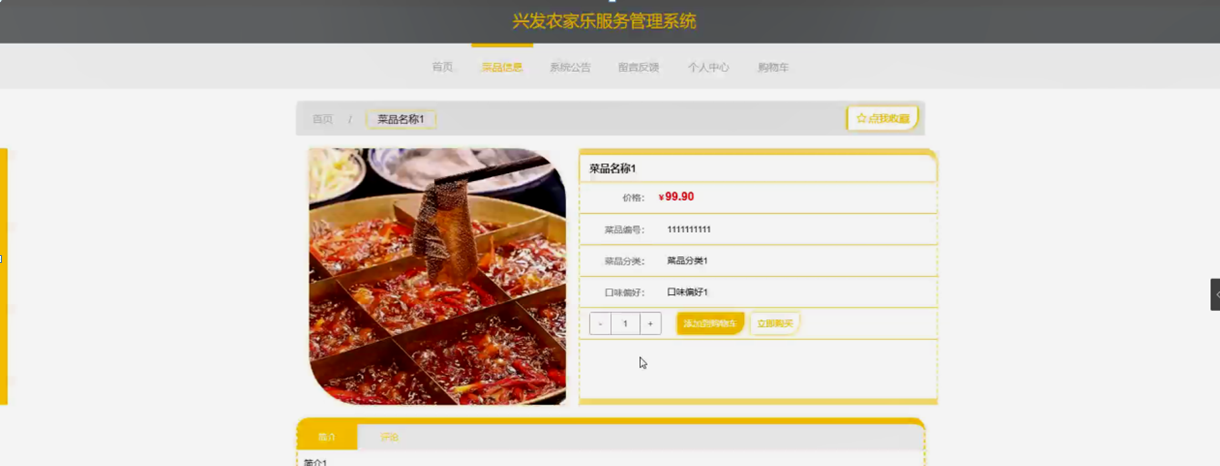 兴发农家乐服务管理系统
首页 菜品信息 系统公告 留言反馈 个人中心 购物车
首页 / 菜品名称1 点我收藏
菜品名称1
价格: ¥99.90
菜品编号: 1111111111
菜品分类: 菜品分类1
口味偏好: 口味偏好1
- 1 + 添加到购物车 立即购买
简介 评论
简介1